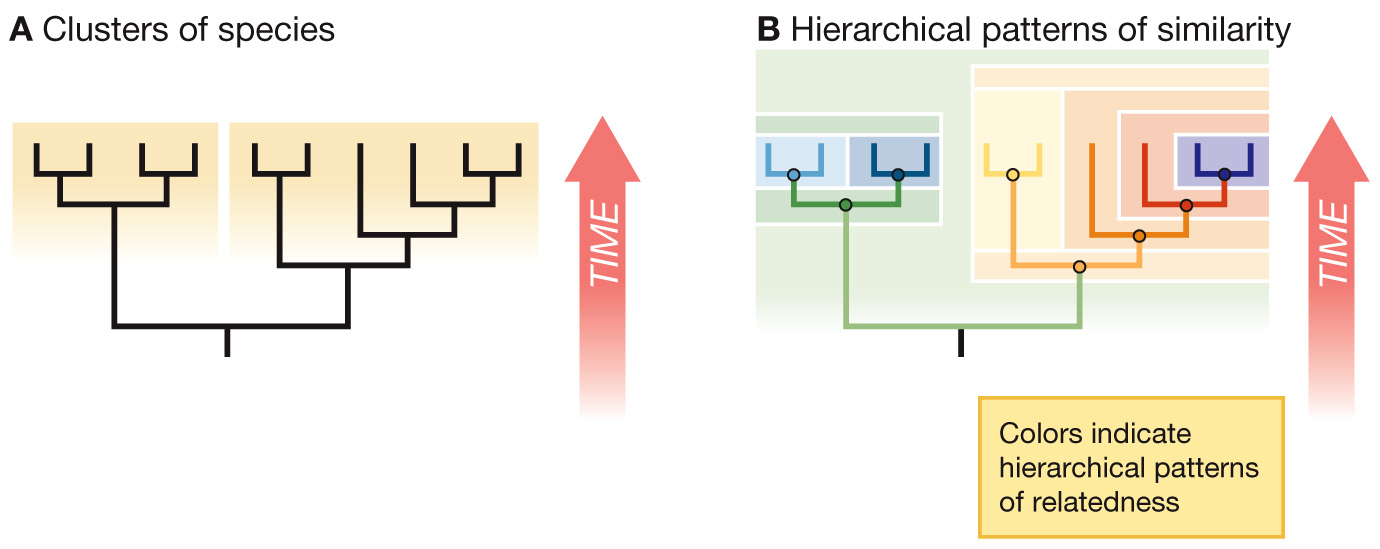 A Clusters of species
B Hierarchical patterns of similarity
TIME
TIME
Colors indicate
hierarchical patterns
of relatedness